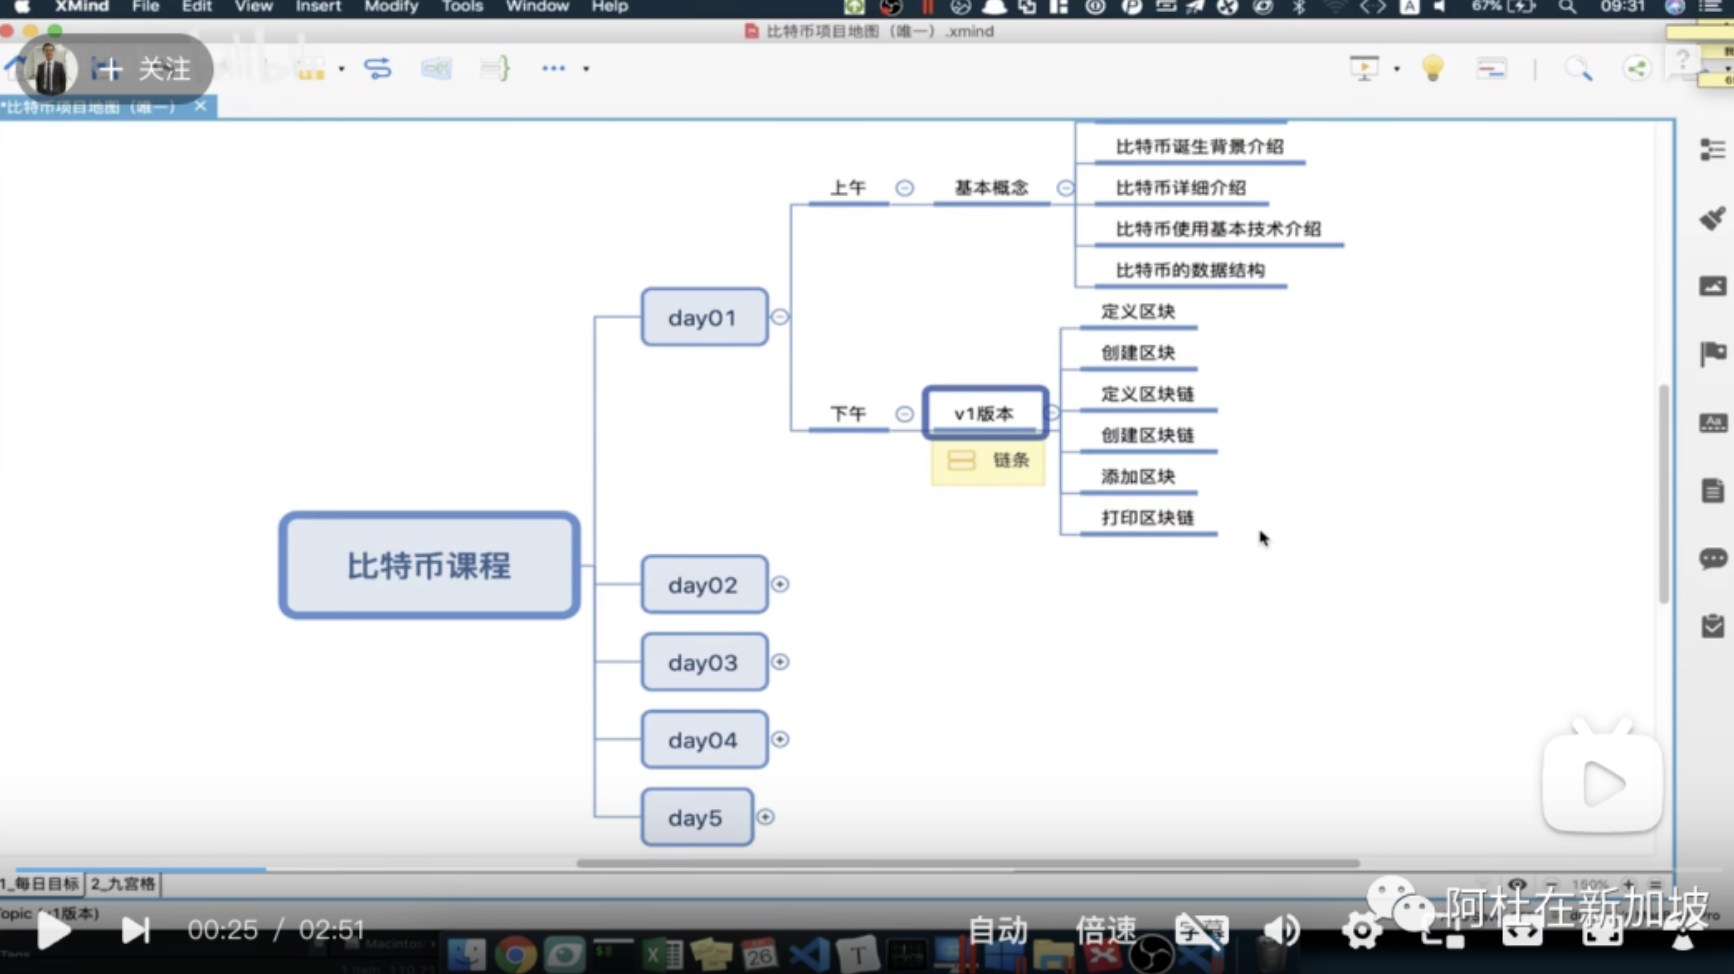 XMind File Edit View Insert Modify Tools Window Help 67% 09:31
比特币项目地图（唯一）.xmind
关注
*比特币项目地图（唯一）
比特币诞生背景介绍
上午
基本概念
比特币详细介绍
比特币使用基本技术介绍
比特币的数据结构
day01
定义区块
创建区块
定义区块链
下午
v1版本
创建区块链
链条
添加区块
打印区块链
比特币课程
day02
day03
day04
day5
1_每日目标
2_九宫格
150%
阿杜在新加坡
00:25 / 02:51
自动
倍速
字幕